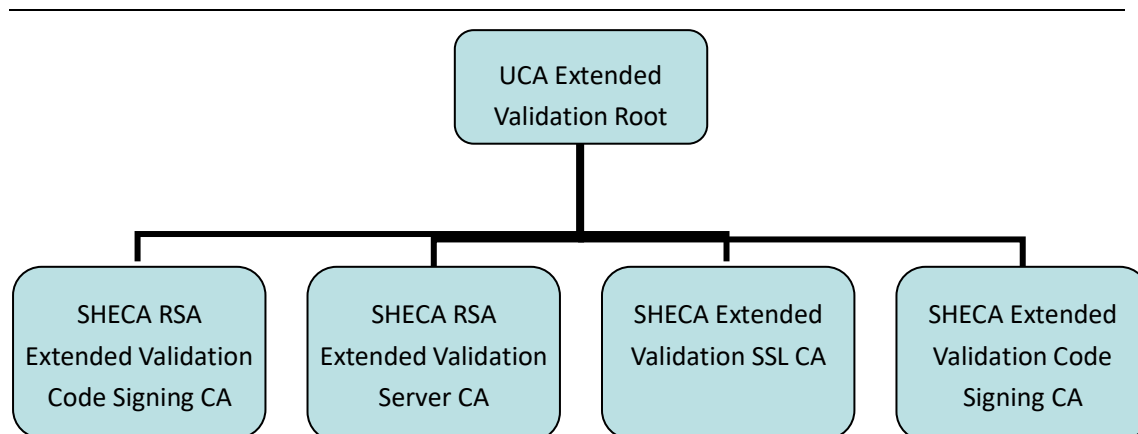 UCA Extended
Validation Root
SHECA RSA
Extended Validation
Code Signing CA
SHECA RSA
Extended Validation
Server CA
SHECA Extended
Validation SSL CA
SHECA Extended
Validation Code
Signing CA